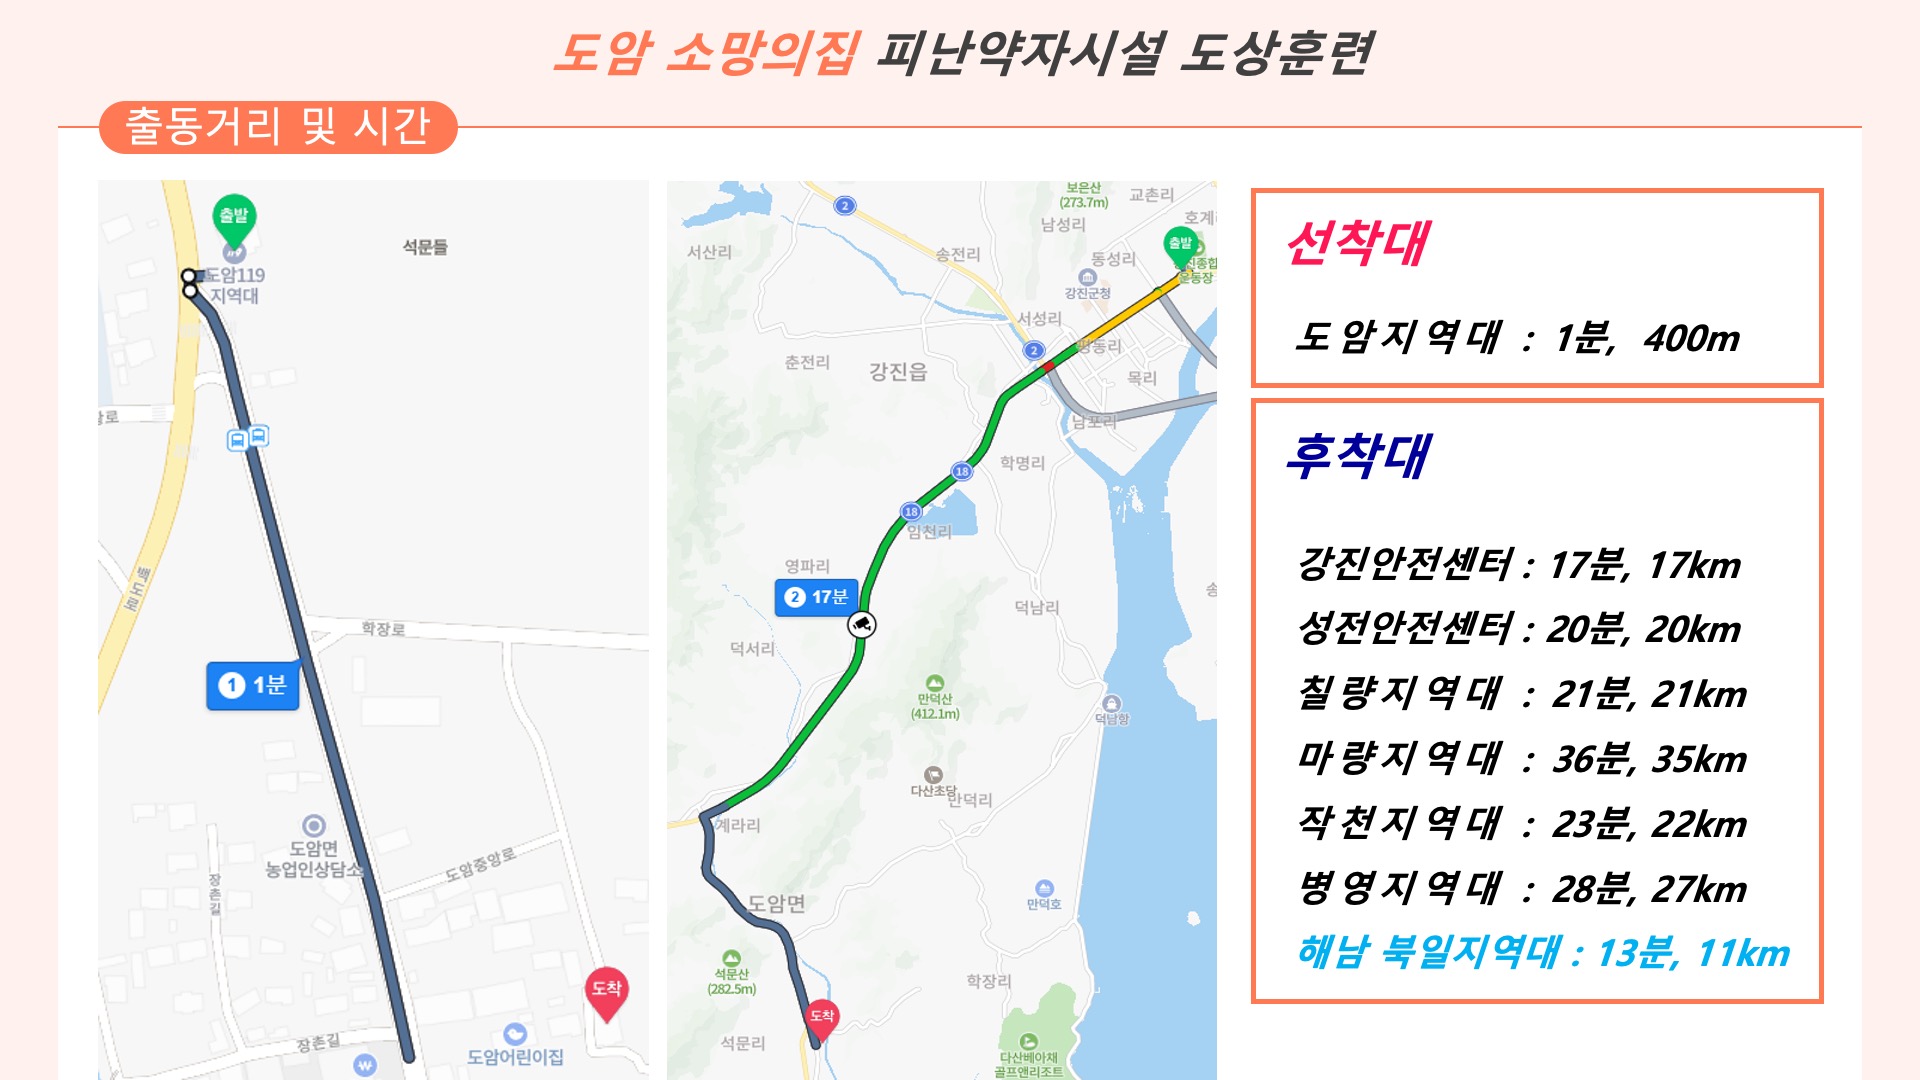 도암 소망의집 피난약자시설 도상훈련
출동거리 및 시간
출발
석문들
도암119
지역대
백도로
학장로
1 1분
도암면
농업인상담소
장촌길
도암중앙로
도착
장촌길
도암어린이집
2
보은산
(273.7m)
교촌리
남성리
서산리
송전리
동성리
출발
강진군청
운동장
서성리
2
평동리
춘전리
강진읍
목리
남포리
18
학명리
18
임천리
영파리
2 17분
덕남리
덕서리
만덕산
(412.1m)
덕남항
다산초당
만덕리
계라리
도암면
만덕호
석문산
(282.5m)
학장리
도착
석문리
다산베아채
골프앤리조트
선착대
도암지역대 : 1분, 400m
후착대
강진안전센터 : 17분, 17km
성전안전센터 : 20분, 20km
칠량지역대 : 21분, 21km
마량지역대 : 36분, 35km
작천지역대 : 23분, 22km
병영지역대 : 28분, 27km
해남 북일지역대 : 13분, 11km